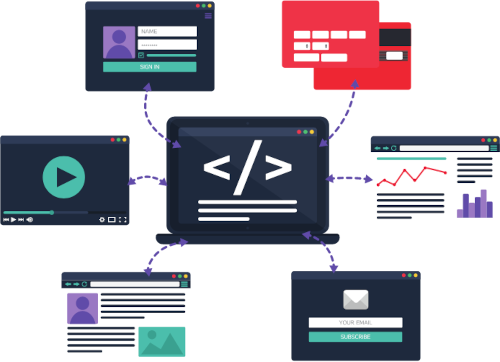 NAME
********
SIGN IN
</>
YOUR EMAIL
SUBSCRIBE